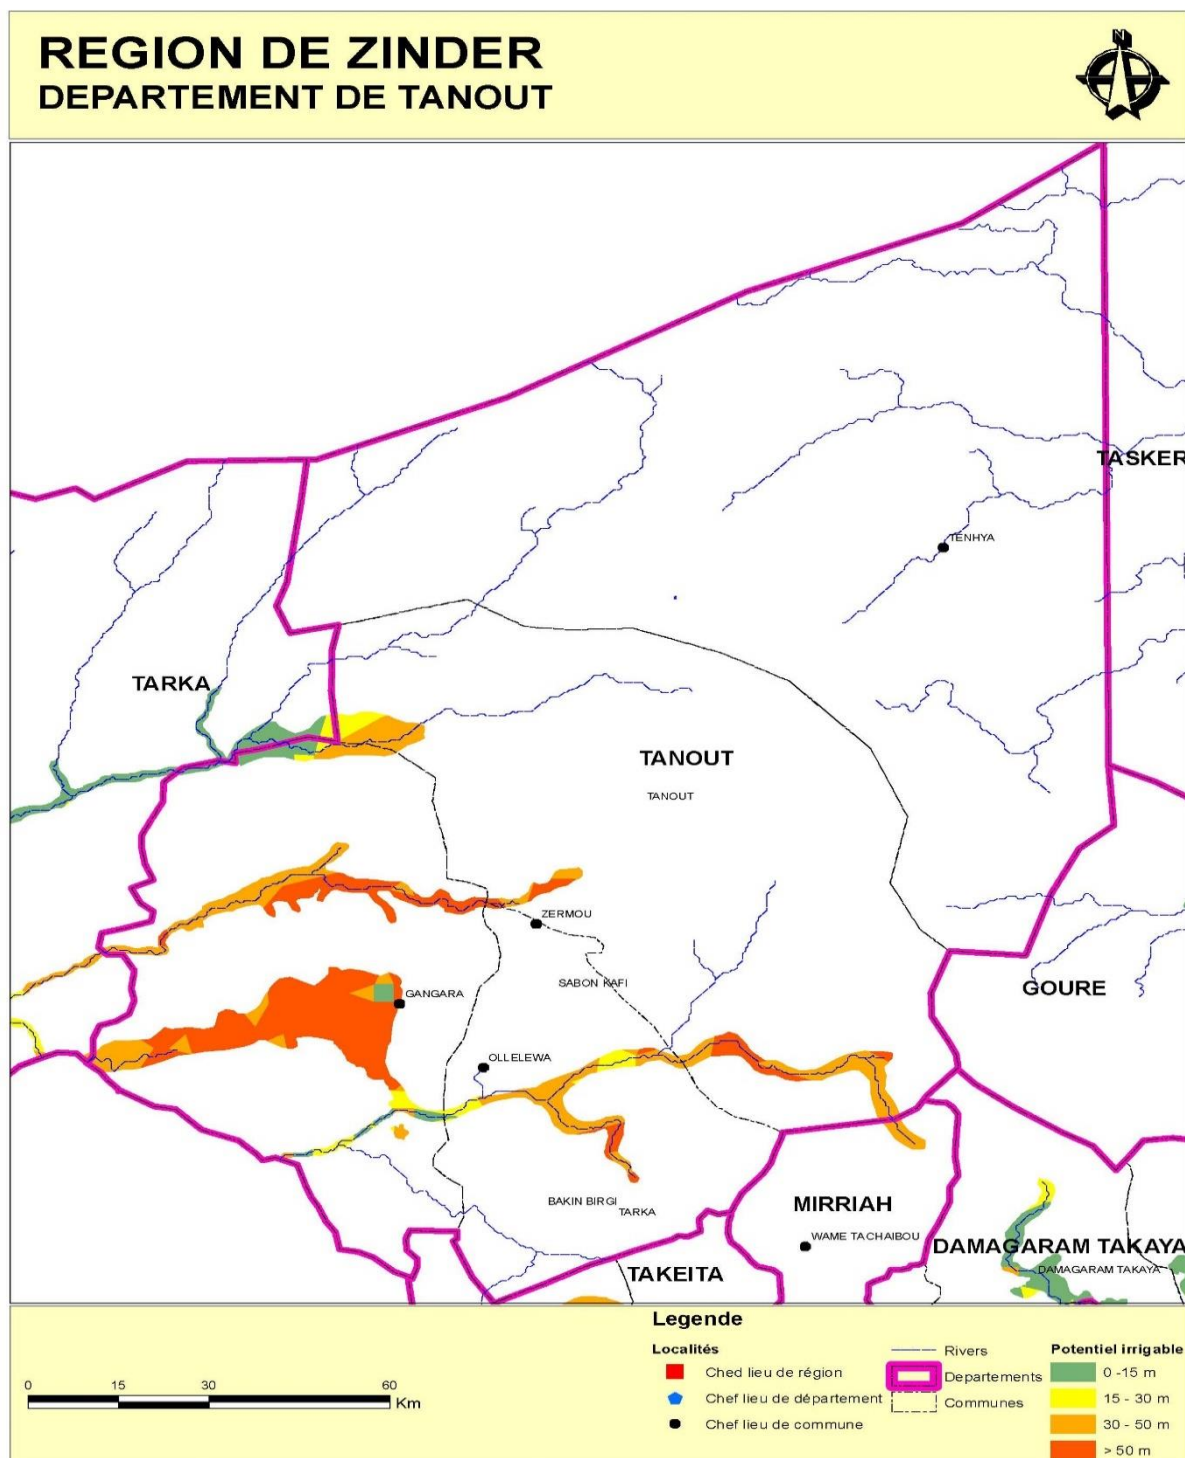 REGION DE ZINDER
DEPARTEMENT DE TANOUT
N
TASKER
TENHYA
TARKA
TANOUT
TANOUT
ZERMOU
SABON KAFI
GANGARA
GOURE
OLLELEWA
BAKIN BIRGI
TARKA
MIRRIAH
WAME TACHAIBOU
DAMAGARAM TAKAYA
DAMAGARAM TAKAYA
TAKEITA
Legende
Localités
Ched lieu de région
Chef lieu de département
Chef lieu de commune
Rivers
Departements
Communes
Potentiel irrigable
0 -15 m
15 - 30 m
30 - 50 m
> 50 m
0 15 30 60
Km